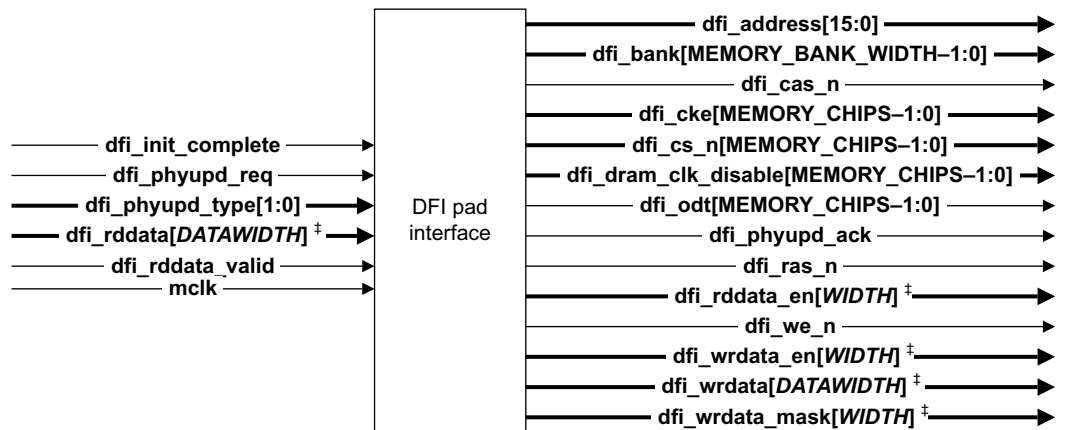 dfi_init_complete
dfi_phyupd_req
dfi_phyupd_type[1:0]
dfi_rddata[DATAWIDTH] ‡
dfi_rddata_valid
mclk
DFI pad
interface
dfi_address[15:0]
dfi_bank[MEMORY_BANK_WIDTH–1:0]
dfi_cas_n
dfi_cke[MEMORY_CHIPS–1:0]
dfi_cs_n[MEMORY_CHIPS–1:0]
dfi_dram_clk_disable[MEMORY_CHIPS–1:0]
dfi_odt[MEMORY_CHIPS–1:0]
dfi_phyupd_ack
dfi_ras_n
dfi_rddata_en[WIDTH] ‡
dfi_we_n
dfi_wrdata_en[WIDTH] ‡
dfi_wrdata[DATAWIDTH] ‡
dfi_wrdata_mask[WIDTH] ‡